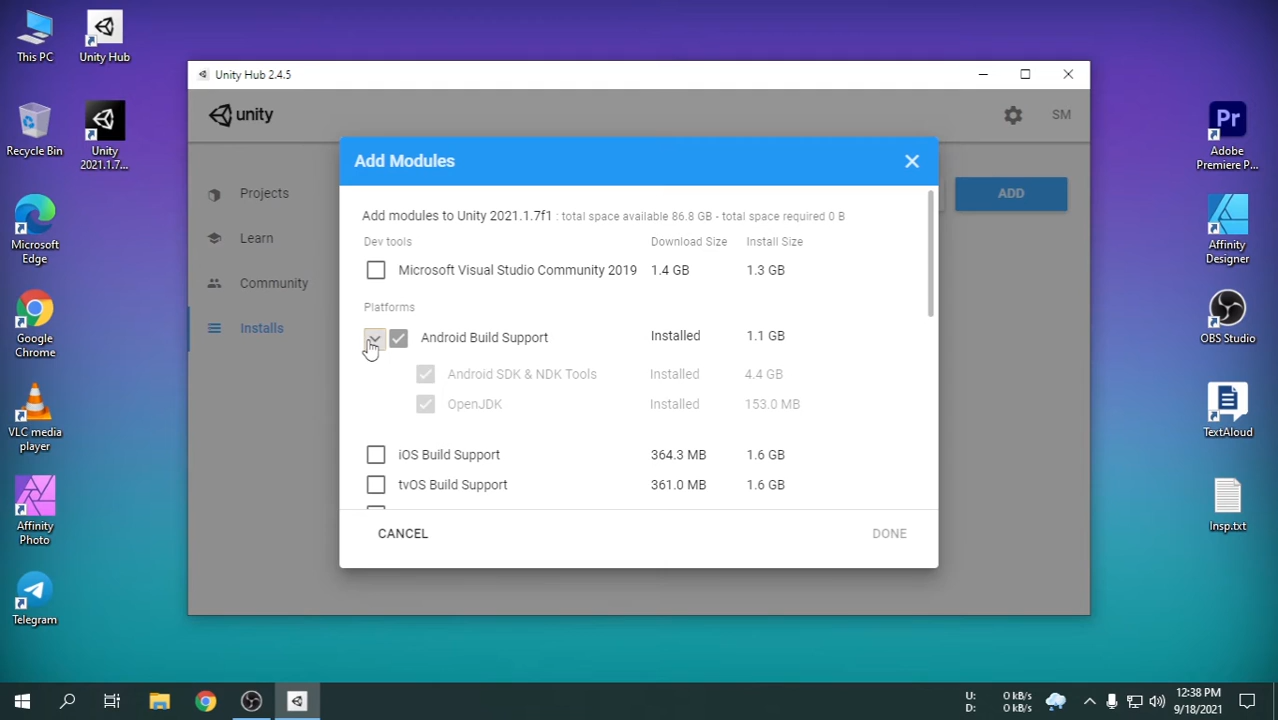 This PC
Unity Hub
Recycle Bin
Unity
2021.1.7...
Microsoft
Edge
Google
Chrome
VLC media
player
Affinity
Photo
Telegram
Unity Hub 2.4.5
unity
SM
Projects
Learn
Community
Installs
ADD
Add Modules
Add modules to Unity 2021.1.7f1 : total space available 86.8 GB - total space required 0 B
Dev tools Download Size Install Size
Microsoft Visual Studio Community 2019 1.4 GB 1.3 GB
Platforms
Android Build Support Installed 1.1 GB
Android SDK & NDK Tools Installed 4.4 GB
OpenJDK Installed 153.0 MB
iOS Build Support 364.3 MB 1.6 GB
tvOS Build Support 361.0 MB 1.6 GB
CANCEL DONE
Pr
Adobe
Premiere P...
Affinity
Designer
OBS Studio
TextAloud
Insp.txt
U: 0 kB/s
D: 0 kB/s
12:38 PM
9/18/2021